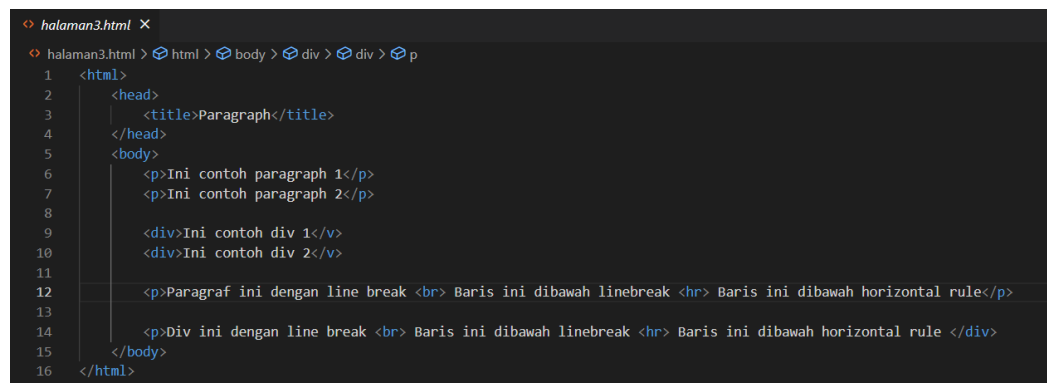 halaman3.html ×
halaman3.html > html > body > div > div > p
1 <html>
2 <head>
3 <title>Paragraph</title>
4 </head>
5 <body>
6 <p>Ini contoh paragraph 1</p>
7 <p>Ini contoh paragraph 2</p>
8
9 <div>Ini contoh div 1</v>
10 <div>Ini contoh div 2</v>
11
12 <p>Paragraf ini dengan line break <br> Baris ini dibawah linebreak <hr> Baris ini dibawah horizontal rule</p>
13
14 <p>Div ini dengan line break <br> Baris ini dibawah linebreak <hr> Baris ini dibawah horizontal rule </div>
15 </body>
16 </html>